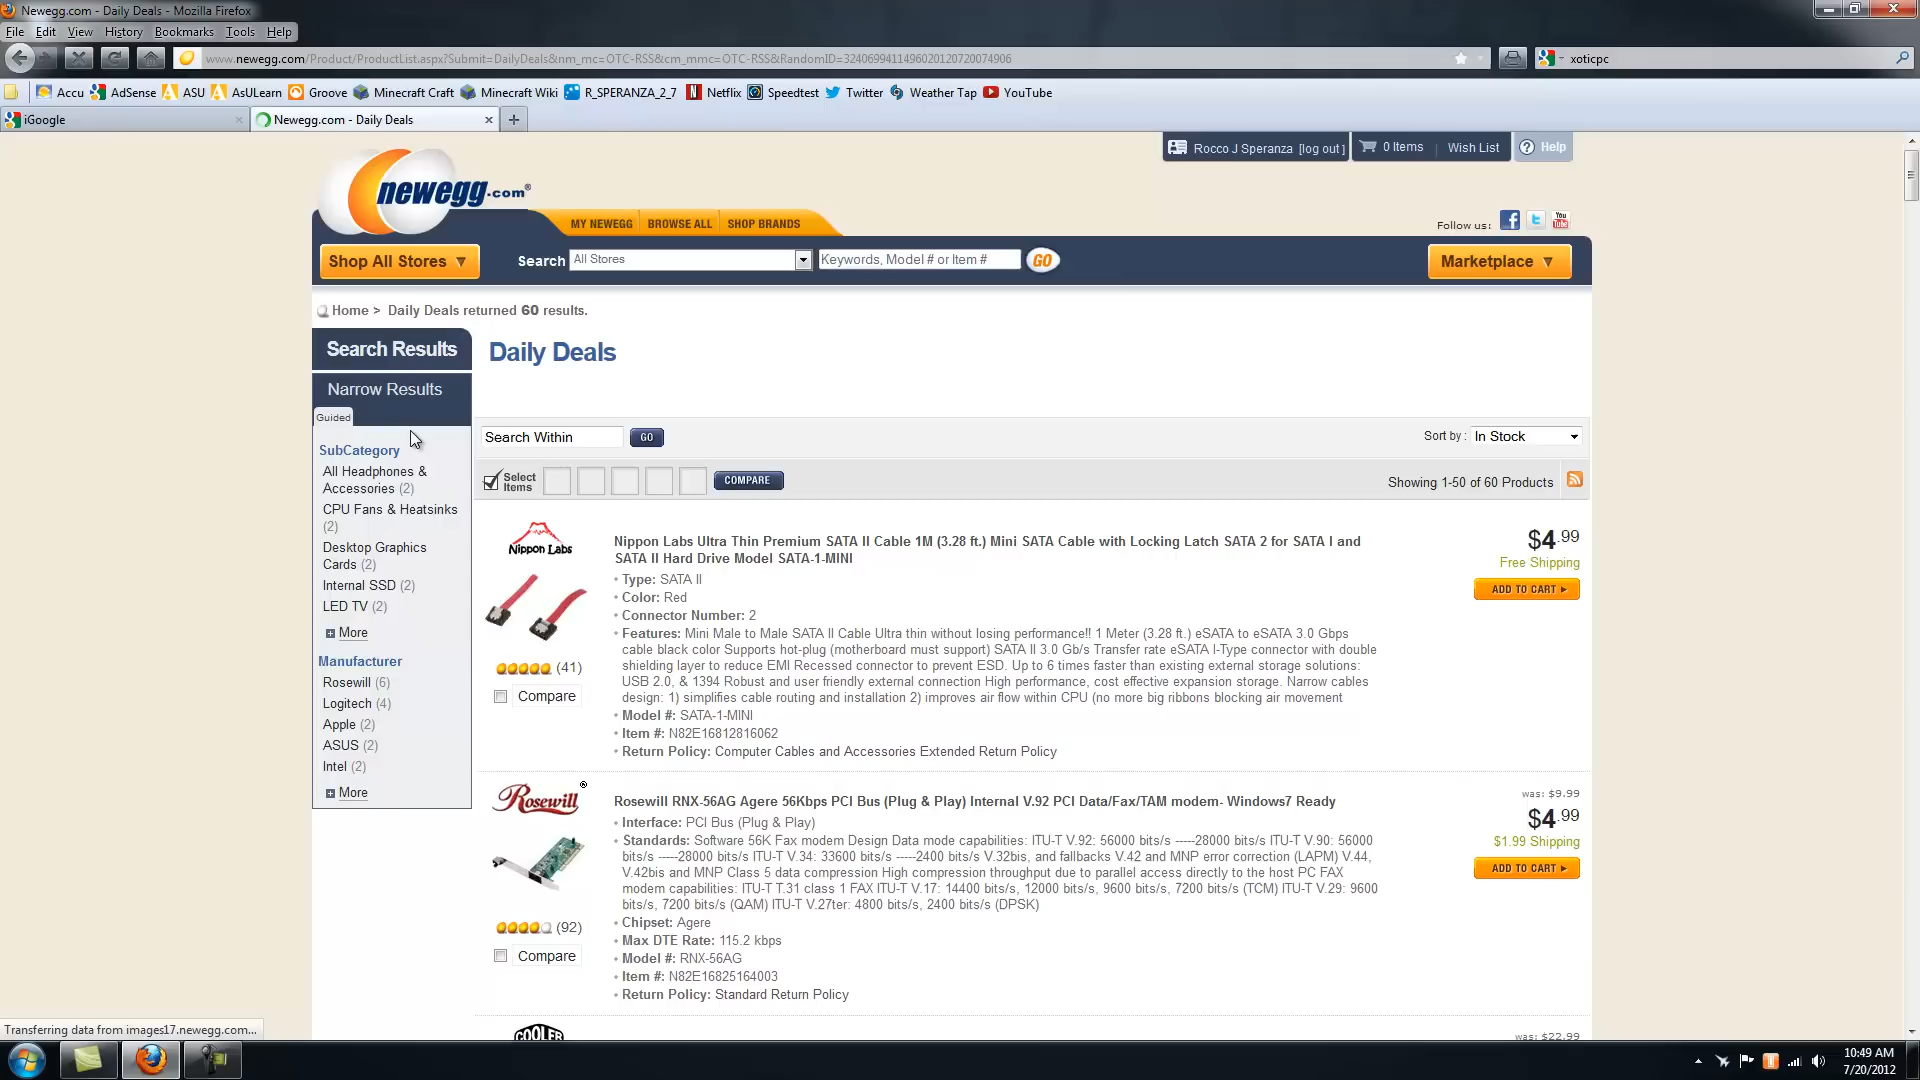 Newegg.com - Daily Deals - Mozilla Firefox
File Edit View History Bookmarks Tools Help
www.newegg.com/Product/ProductList.aspx?Submit=DailyDeals&nm_mc=OTC-RSS&cm_mmc=OTC-RSS&RandomID=3240699411496020120720074906
xoticpc
Accu AdSense ASU AsULearn Groove Minecraft Craft Minecraft Wiki R_SPERANZA_2_7 Netflix Speedtest Twitter Weather Tap YouTube
iGoogle
Newegg.com - Daily Deals
Rocco J Speranza [log out]
0 Items
Wish List
Help
newegg.com
MY NEWEGG BROWSE ALL SHOP BRANDS
Follow us:
You Tube
Shop All Stores
Search
All Stores
Keywords, Model # or Item #
GO
Marketplace
Home > Daily Deals returned 60 results.
Search Results
Narrow Results
Guided
SubCategory
All Headphones &
Accessories (2)
CPU Fans & Heatsinks
(2)
Desktop Graphics
Cards (2)
Internal SSD (2)
LED TV (2)
More
Manufacturer
Rosewill (6)
Logitech (4)
Apple (2)
ASUS (2)
Intel (2)
More
Daily Deals
Search Within
GO
Sort by : In Stock
Select
Items
COMPARE
Showing 1-50 of 60 Products
Nippon Labs
(41)
Compare
Nippon Labs Ultra Thin Premium SATA II Cable 1M (3.28 ft.) Mini SATA Cable with Locking Latch SATA 2 for SATA I and
SATA II Hard Drive Model SATA-1-MINI
• Type: SATA II
• Color: Red
• Connector Number: 2
• Features: Mini Male to Male SATA II Cable Ultra thin without losing performance!! 1 Meter (3.28 ft.) eSATA to eSATA 3.0 Gbps
cable black color Supports hot-plug (motherboard must support) SATA II 3.0 Gb/s Transfer rate eSATA I-Type connector with double
shielding layer to reduce EMI Recessed connector to prevent ESD. Up to 6 times faster than existing external storage solutions:
USB 2.0, & 1394 Robust and user friendly external connection High performance, cost effective expansion storage. Narrow cables
design: 1) simplifies cable routing and installation 2) improves air flow within CPU (no more big ribbons blocking air movement
• Model #: SATA-1-MINI
• Item #: N82E16812816062
• Return Policy: Computer Cables and Accessories Extended Return Policy
$4.99
Free Shipping
ADD TO CART
Rosewill ®
(92)
Compare
Rosewill RNX-56AG Agere 56Kbps PCI Bus (Plug & Play) Internal V.92 PCI Data/Fax/TAM modem- Windows7 Ready
• Interface: PCI Bus (Plug & Play)
• Standards: Software 56K Fax modem Design Data mode capabilities: ITU-T V.92: 56000 bits/s -----28000 bits/s ITU-T V.90: 56000
bits/s -----28000 bits/s ITU-T V.34: 33600 bits/s -----2400 bits/s V.32bis, and fallbacks V.42 and MNP error correction (LAPM) V.44,
V.42bis and MNP Class 5 data compression High compression throughput due to parallel access directly to the host PC FAX
modem capabilities: ITU-T T.31 class 1 FAX ITU-T V.17: 14400 bits/s, 12000 bits/s, 9600 bits/s, 7200 bits/s (TCM) ITU-T V.29: 9600
bits/s, 7200 bits/s (QAM) ITU-T V.27ter: 4800 bits/s, 2400 bits/s (DPSK)
• Chipset: Agere
• Max DTE Rate: 115.2 kbps
• Model #: RNX-56AG
• Item #: N82E16825164003
• Return Policy: Standard Return Policy
was: $9.99
$4.99
$1.99 Shipping
ADD TO CART
COOLER
was: $22.99
Transferring data from images17.newegg.com...
10:49 AM
7/20/2012